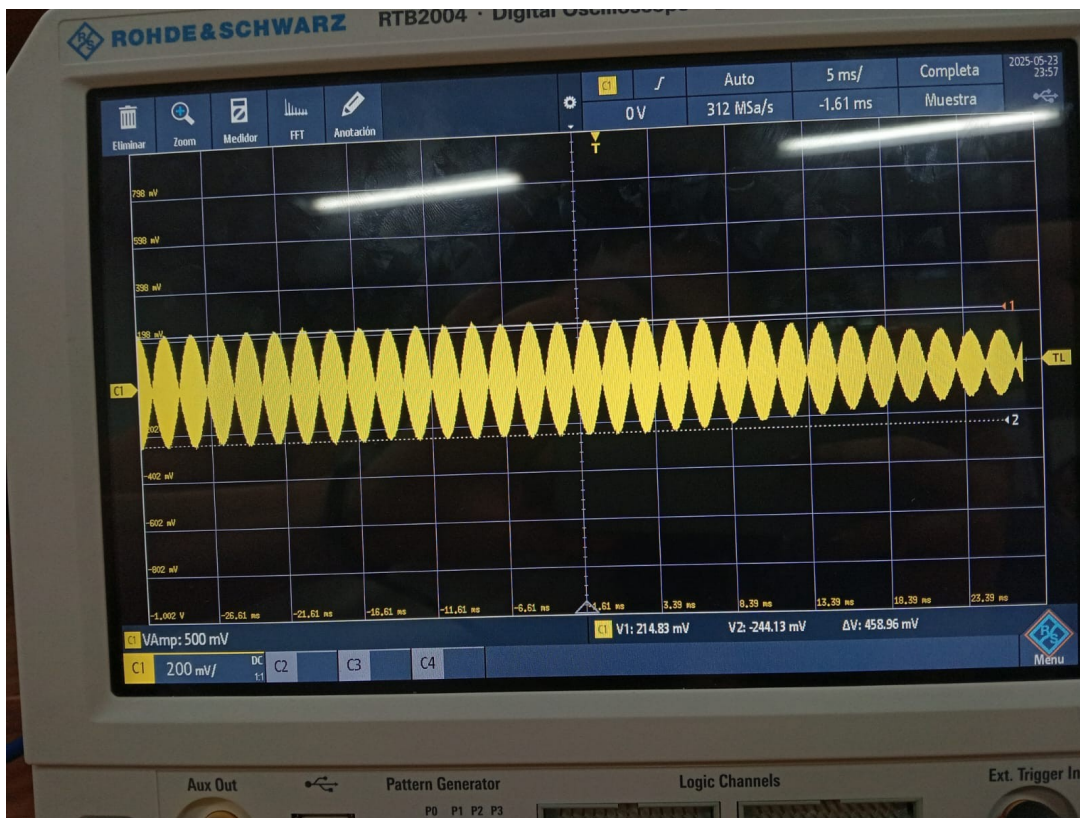 ROHDE&SCHWARZ
RTB2004 · Digital Oscilloscope
Eliminar
Zoom
Medidor
FFT
Anotación
C1
Auto
5 ms/
Completa
2025-05-23
23:57
0 V
312 MSa/s
-1.61 ms
Muestra
T
798 mV
598 mV
398 mV
198 mV
1
C1
TL
202
2
-402 mV
-602 mV
-802 mV
-1.002 V
-26.61 ms
-21.61 ms
-16.61 ms
-11.61 ms
-6.61 ms
1.61 ms
3.39 ms
8.39 ms
13.39 ms
18.39 ms
23.39 ms
C1 VAmp: 500 mV
C1 V1: 214.83 mV V2: -244.13 mV ΔV: 458.96 mV
C1 200 mV/ DC 1:1 C2 C3 C4
Menu
Aux Out
Pattern Generator
P0 P1 P2 P3
Logic Channels
Ext. Trigger In